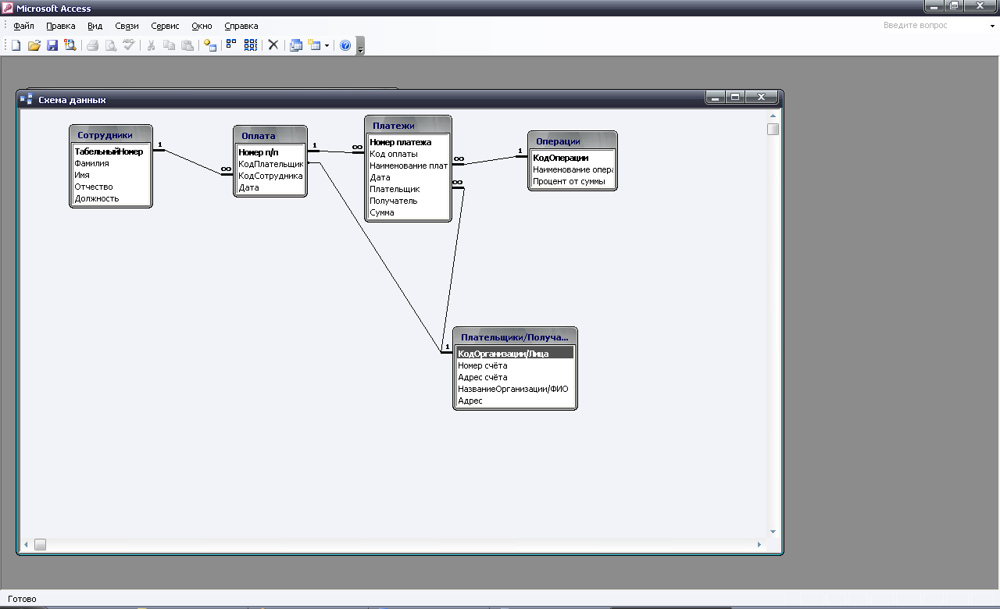 Microsoft Access
Файл Правка Вид Связи Сервис Окно Справка
Введите вопрос
Схема данных
Сотрудники
ТабельныйНомер
Фамилия
Имя
Отчество
Должность
1
∞
Оплата
Номер п/п
КодПлательщик
КодСотрудника
Дата
1
∞
Платежи
Номер платежа
Код оплаты
Наименование плат
Дата
Плательщик
Получатель
Сумма
∞
∞
1
Операции
КодОперации
Наименование опера
Процент от суммы
1
Плательщики/Получа...
КодОрганизации/Лица
Номер счёта
Адрес счёта
НазваниеОрганизации/ФИО
Адрес
Готово